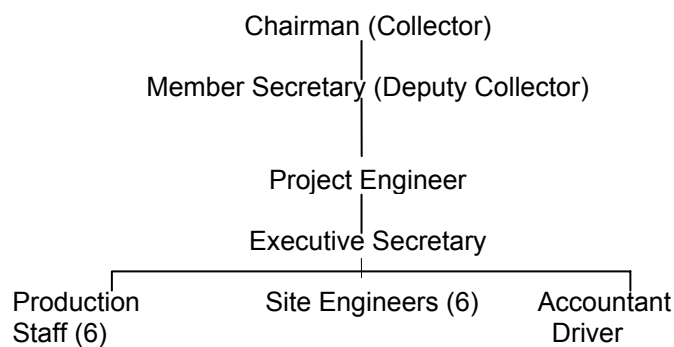 Chairman (Collector)
Member Secretary (Deputy Collector)
Project Engineer
Executive Secretary
Production
Staff (6)
Site Engineers (6)
Accountant
Driver